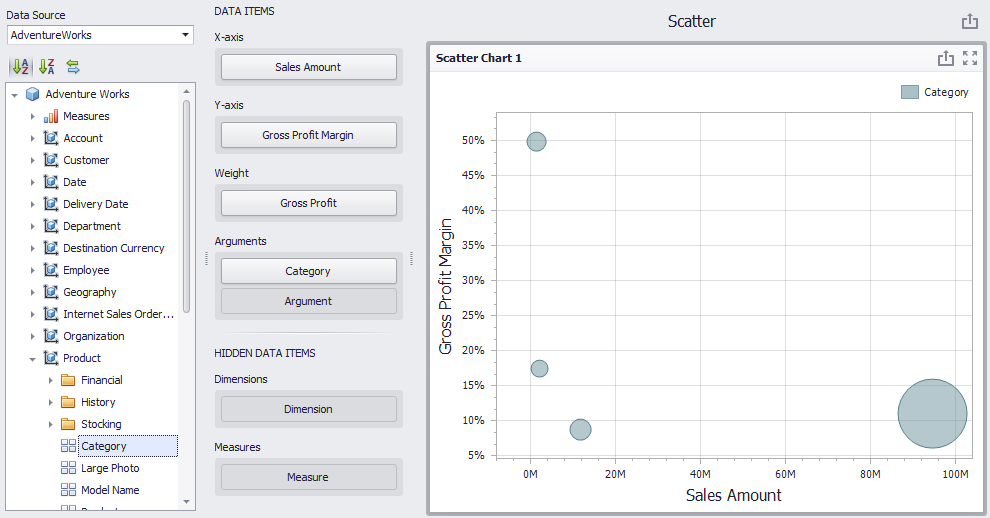 Data Source
AdventureWorks
Adventure Works
Measures
Account
Customer
Date
Delivery Date
Department
Destination Currency
Employee
Geography
Internet Sales Order...
Organization
Product
Financial
History
Stocking
Category
Large Photo
Model Name
DATA ITEMS
X-axis
Sales Amount
Y-axis
Gross Profit Margin
Weight
Gross Profit
Arguments
Category
Argument
HIDDEN DATA ITEMS
Dimensions
Dimension
Measures
Measure
Scatter
Scatter Chart 1
Category
Gross Profit Margin
50%
45%
40%
35%
30%
25%
20%
15%
10%
5%
0M 20M 40M 60M 80M 100M
Sales Amount